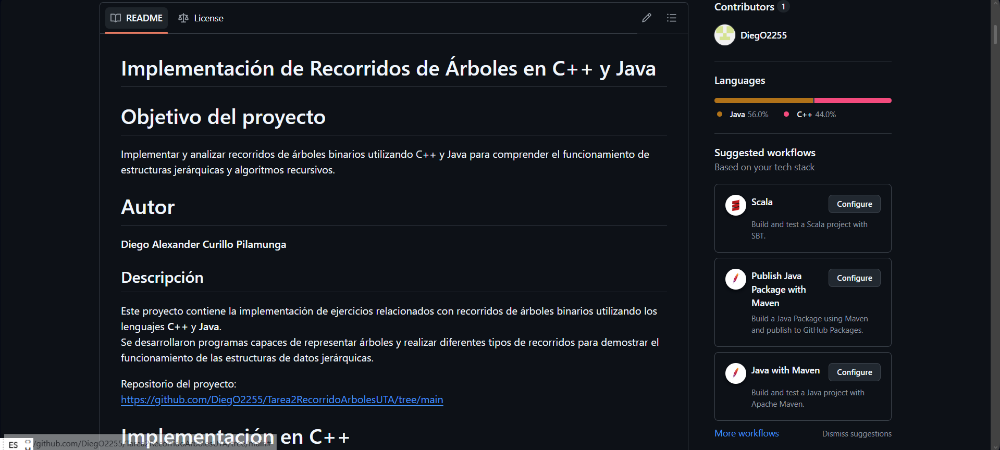 README
License
Implementación de Recorridos de Árboles en C++ y Java
Objetivo del proyecto
Implementar y analizar recorridos de árboles binarios utilizando C++ y Java para comprender el funcionamiento de
estructuras jerárquicas y algoritmos recursivos.
Autor
Diego Alexander Curillo Pilamunga
Descripción
Este proyecto contiene la implementación de ejercicios relacionados con recorridos de árboles binarios utilizando los
lenguajes C++ y Java.
Se desarrollaron programas capaces de representar árboles y realizar diferentes tipos de recorridos para demostrar el
funcionamiento de las estructuras de datos jerárquicas.
Repositorio del proyecto:
https://github.com/DiegO2255/Tarea2RecorridoArbolesUTA/tree/main
Implementación en C++
ES
/github.com/DiegO2255/Tarea2RecorridoArbolesUTA/tree/main#
Contributors 1
DiegO2255
Languages
Java 56.0%
C++ 44.0%
Suggested workflows
Based on your tech stack
Scala
Configure
Build and test a Scala project with
SBT.
Publish Java
Package with
Maven
Configure
Build a Java Package using Maven
and publish to GitHub Packages.
Java with Maven
Configure
Build and test a Java project with
Apache Maven.
More workflows
Dismiss suggestions